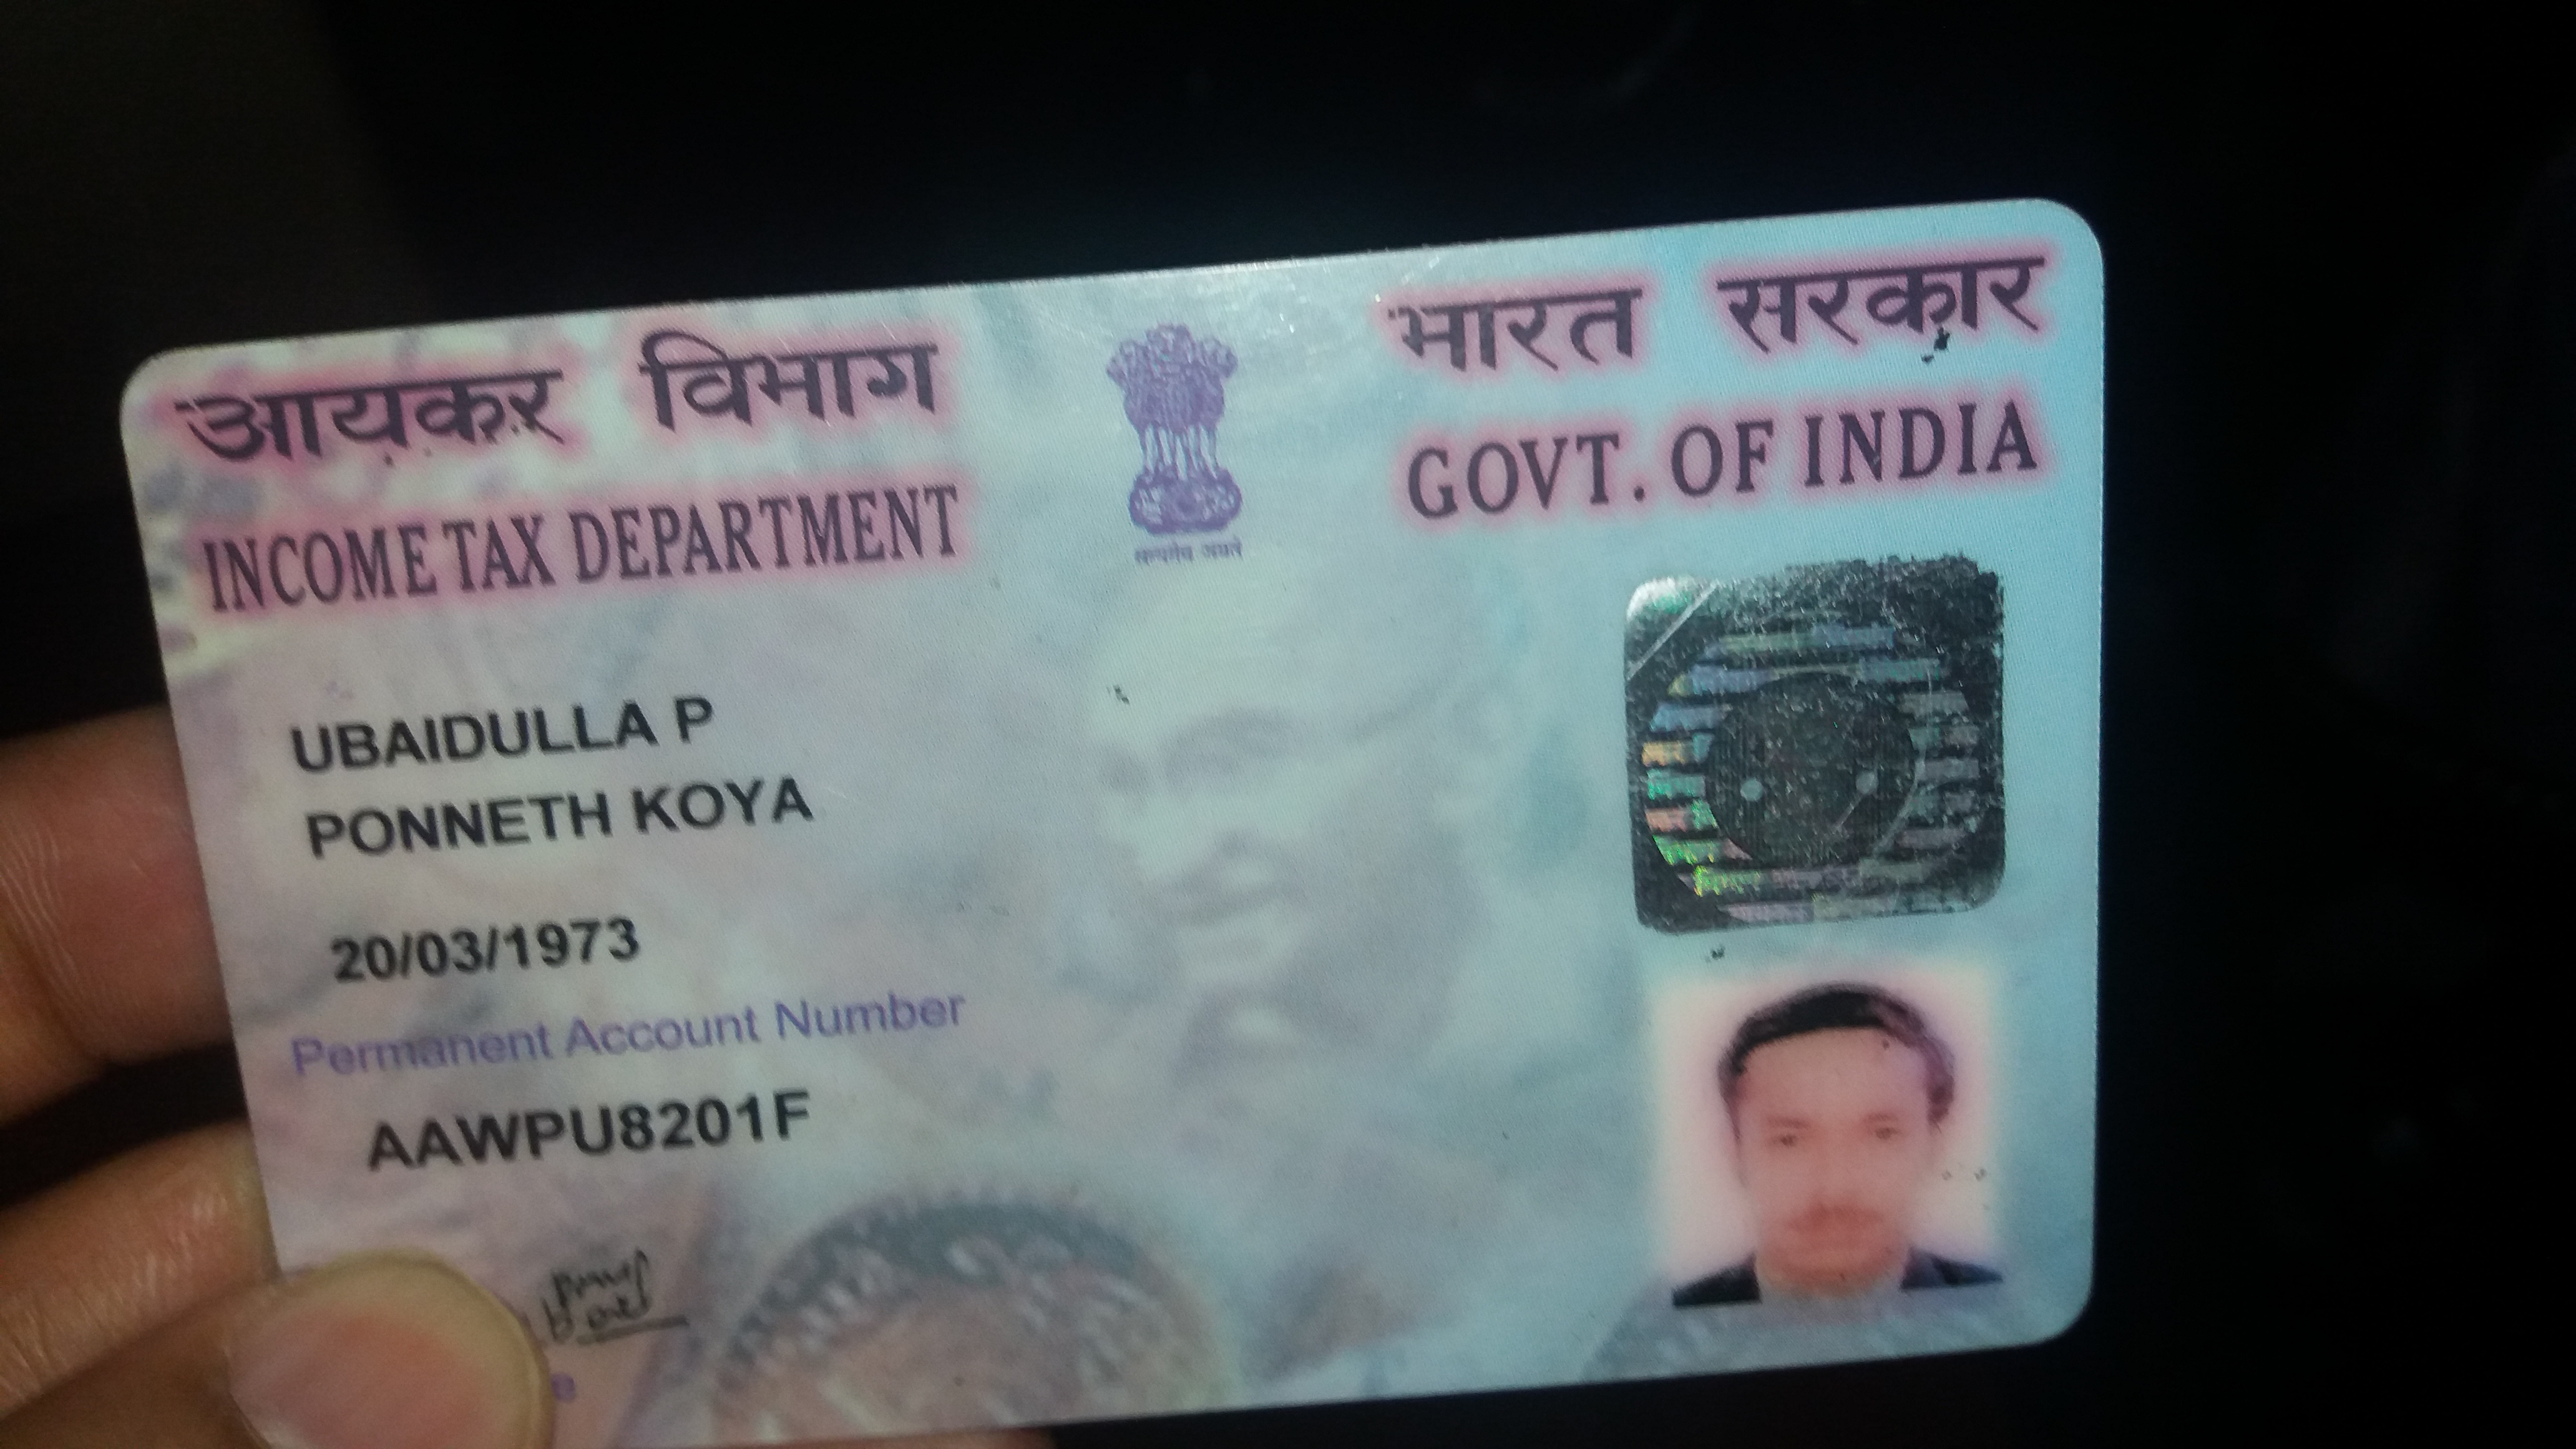 आयकर विभाग
INCOME TAX DEPARTMENT
भारत सरकार
GOVT. OF INDIA
सत्यमेव जयते
UBAIDULLA P
PONNETH KOYA
20/03/1973
Permanent Account Number
AAWPU8201F